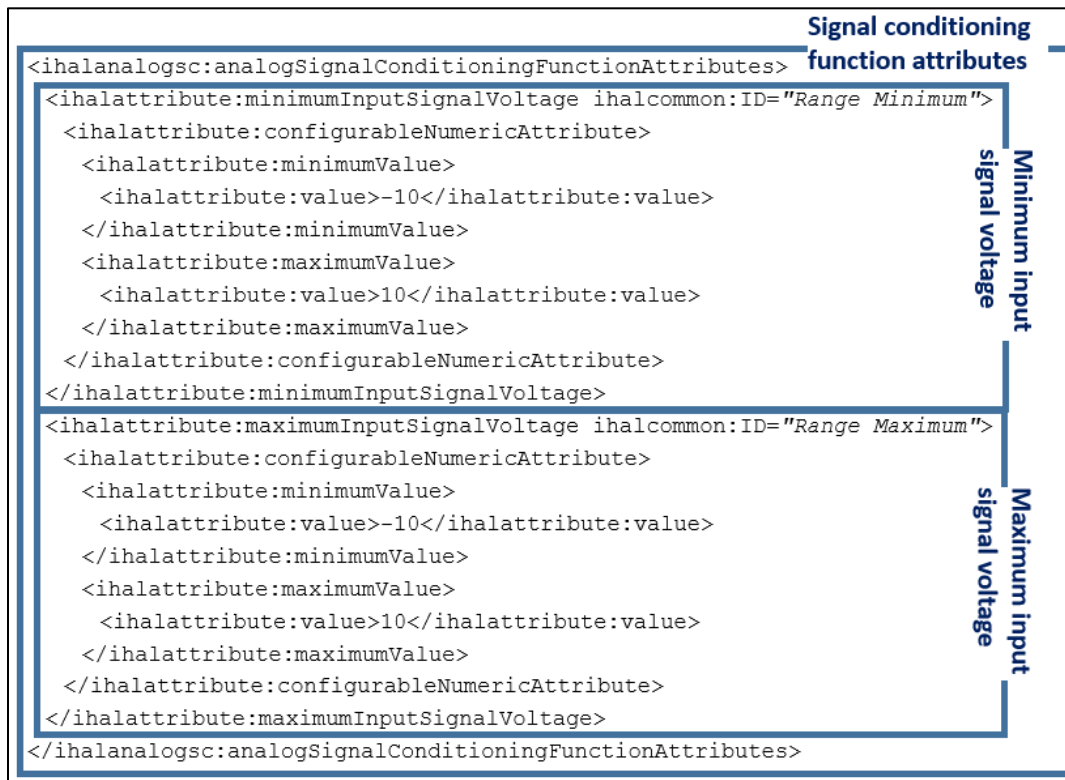 Signal conditioning
function attributes
<ihalanalogsc:analogSignalConditioningFunctionAttributes>
<ihalattribute:minimumInputSignalVoltage ihalcommon:ID="Range Minimum">
<ihalattribute:configurableNumericAttribute>
<ihalattribute:minimumValue>
<ihalattribute:value>-10</ihalattribute:value>
</ihalattribute:minimumValue>
<ihalattribute:maximumValue>
<ihalattribute:value>10</ihalattribute:value>
</ihalattribute:maximumValue>
</ihalattribute:configurableNumericAttribute>
</ihalattribute:minimumInputSignalVoltage>
Minimum input
signal voltage
<ihalattribute:maximumInputSignalVoltage ihalcommon:ID="Range Maximum">
<ihalattribute:configurableNumericAttribute>
<ihalattribute:minimumValue>
<ihalattribute:value>-10</ihalattribute:value>
</ihalattribute:minimumValue>
<ihalattribute:maximumValue>
<ihalattribute:value>10</ihalattribute:value>
</ihalattribute:maximumValue>
</ihalattribute:configurableNumericAttribute>
</ihalattribute:maximumInputSignalVoltage>
Maximum input
signal voltage
</ihalanalogsc:analogSignalConditioningFunctionAttributes>